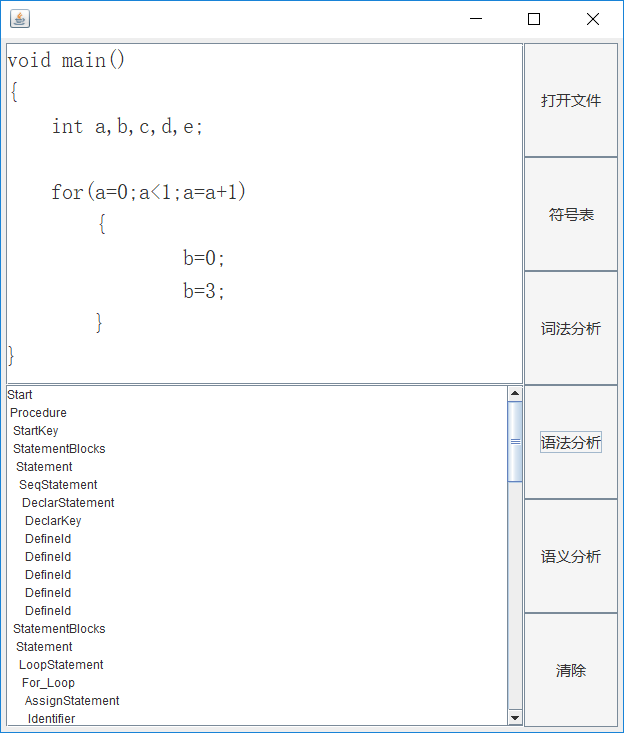 void main()
{
int a,b,c,d,e;
for(a=0;a<1;a=a+1)
{
b=0;
b=3;
}
}
Start
Procedure
StartKey
StatementBlocks
Statement
SeqStatement
DeclarStatement
DeclarKey
DefineId
DefineId
DefineId
DefineId
DefineId
StatementBlocks
Statement
LoopStatement
For_Loop
AssignStatement
Identifier
打开文件
符号表
词法分析
语法分析
语义分析
清除